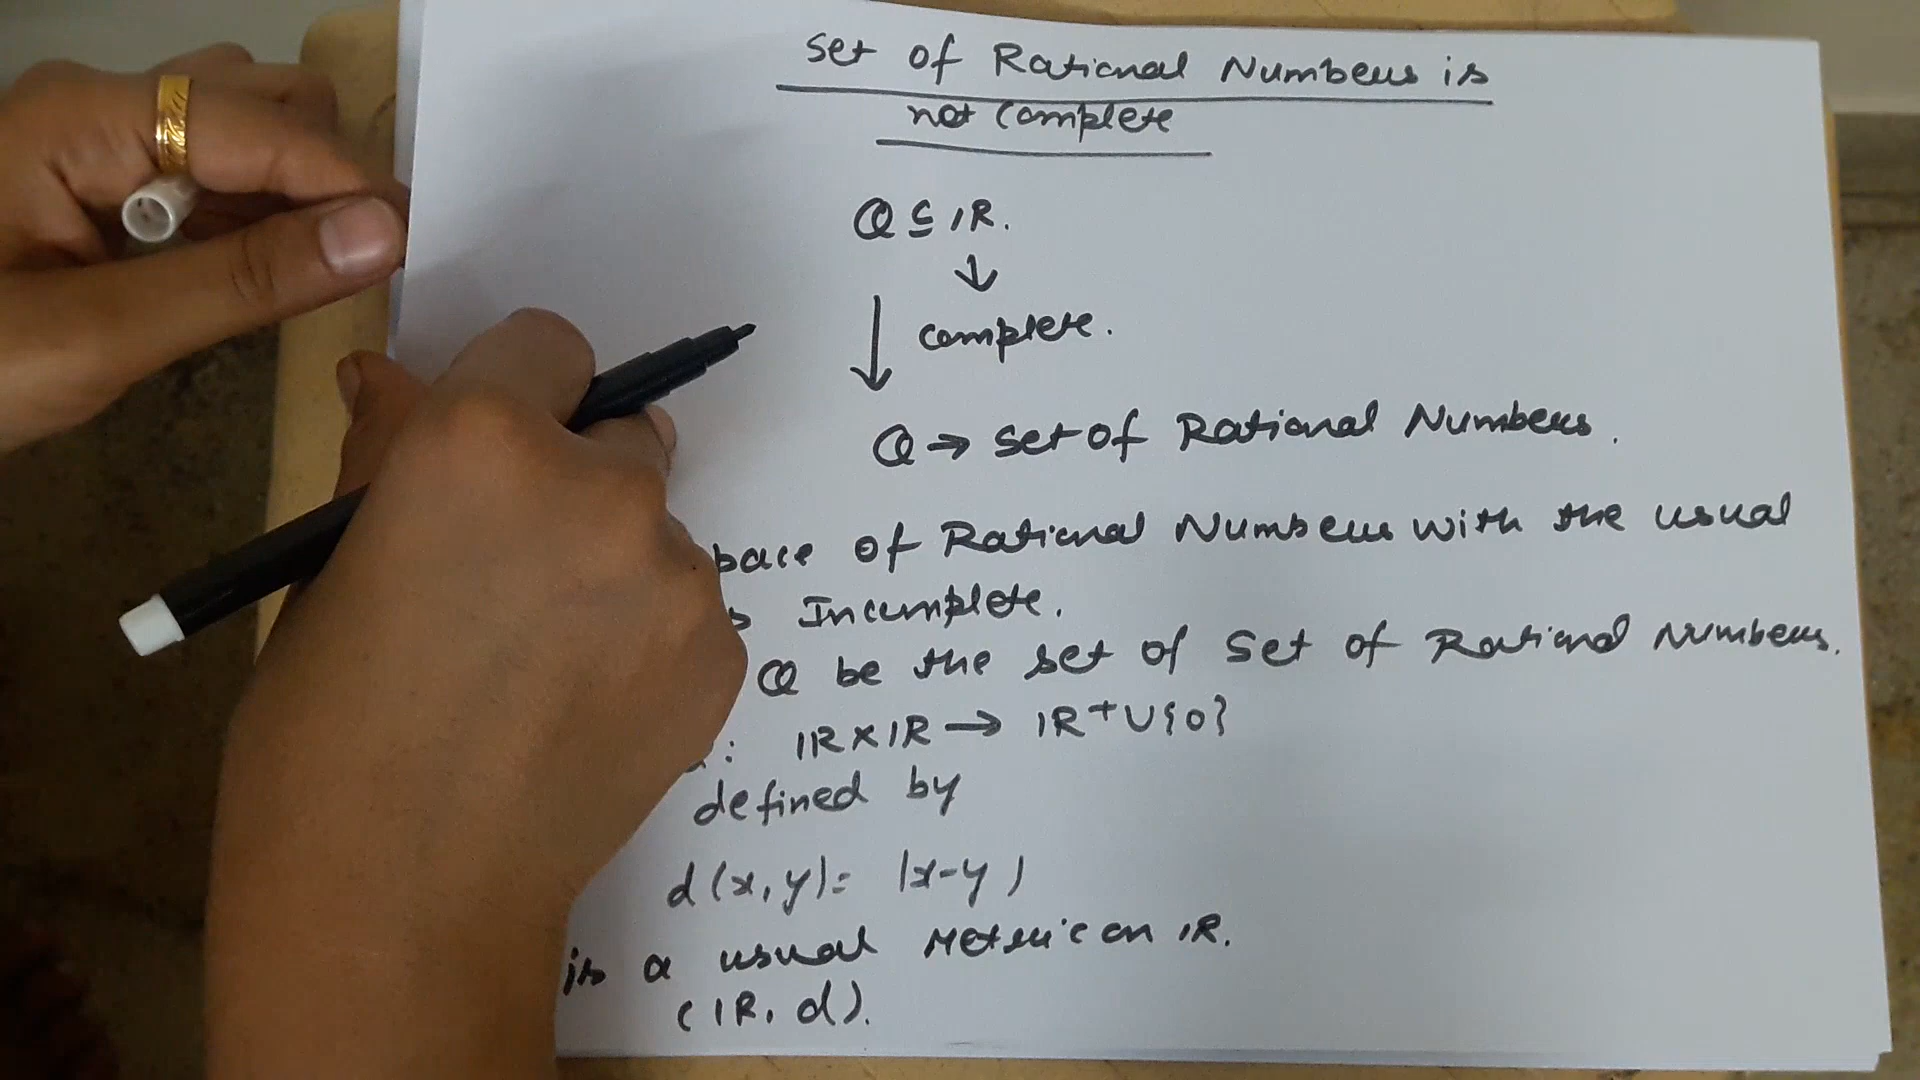 Set of Rational Numbers is
not Complete
Q ⊆ IR.
↓
↓ complete.
Q → set of Rational Numbers.
of Rational Numbers with the usual
Incomplete.
Q be the set of Set of Rational Numbers.
: IR X IR → IR⁺ ∪ {0}
defined by
d(x, y) = |x-y|
is a usual Metric on IR.
(IR, d).